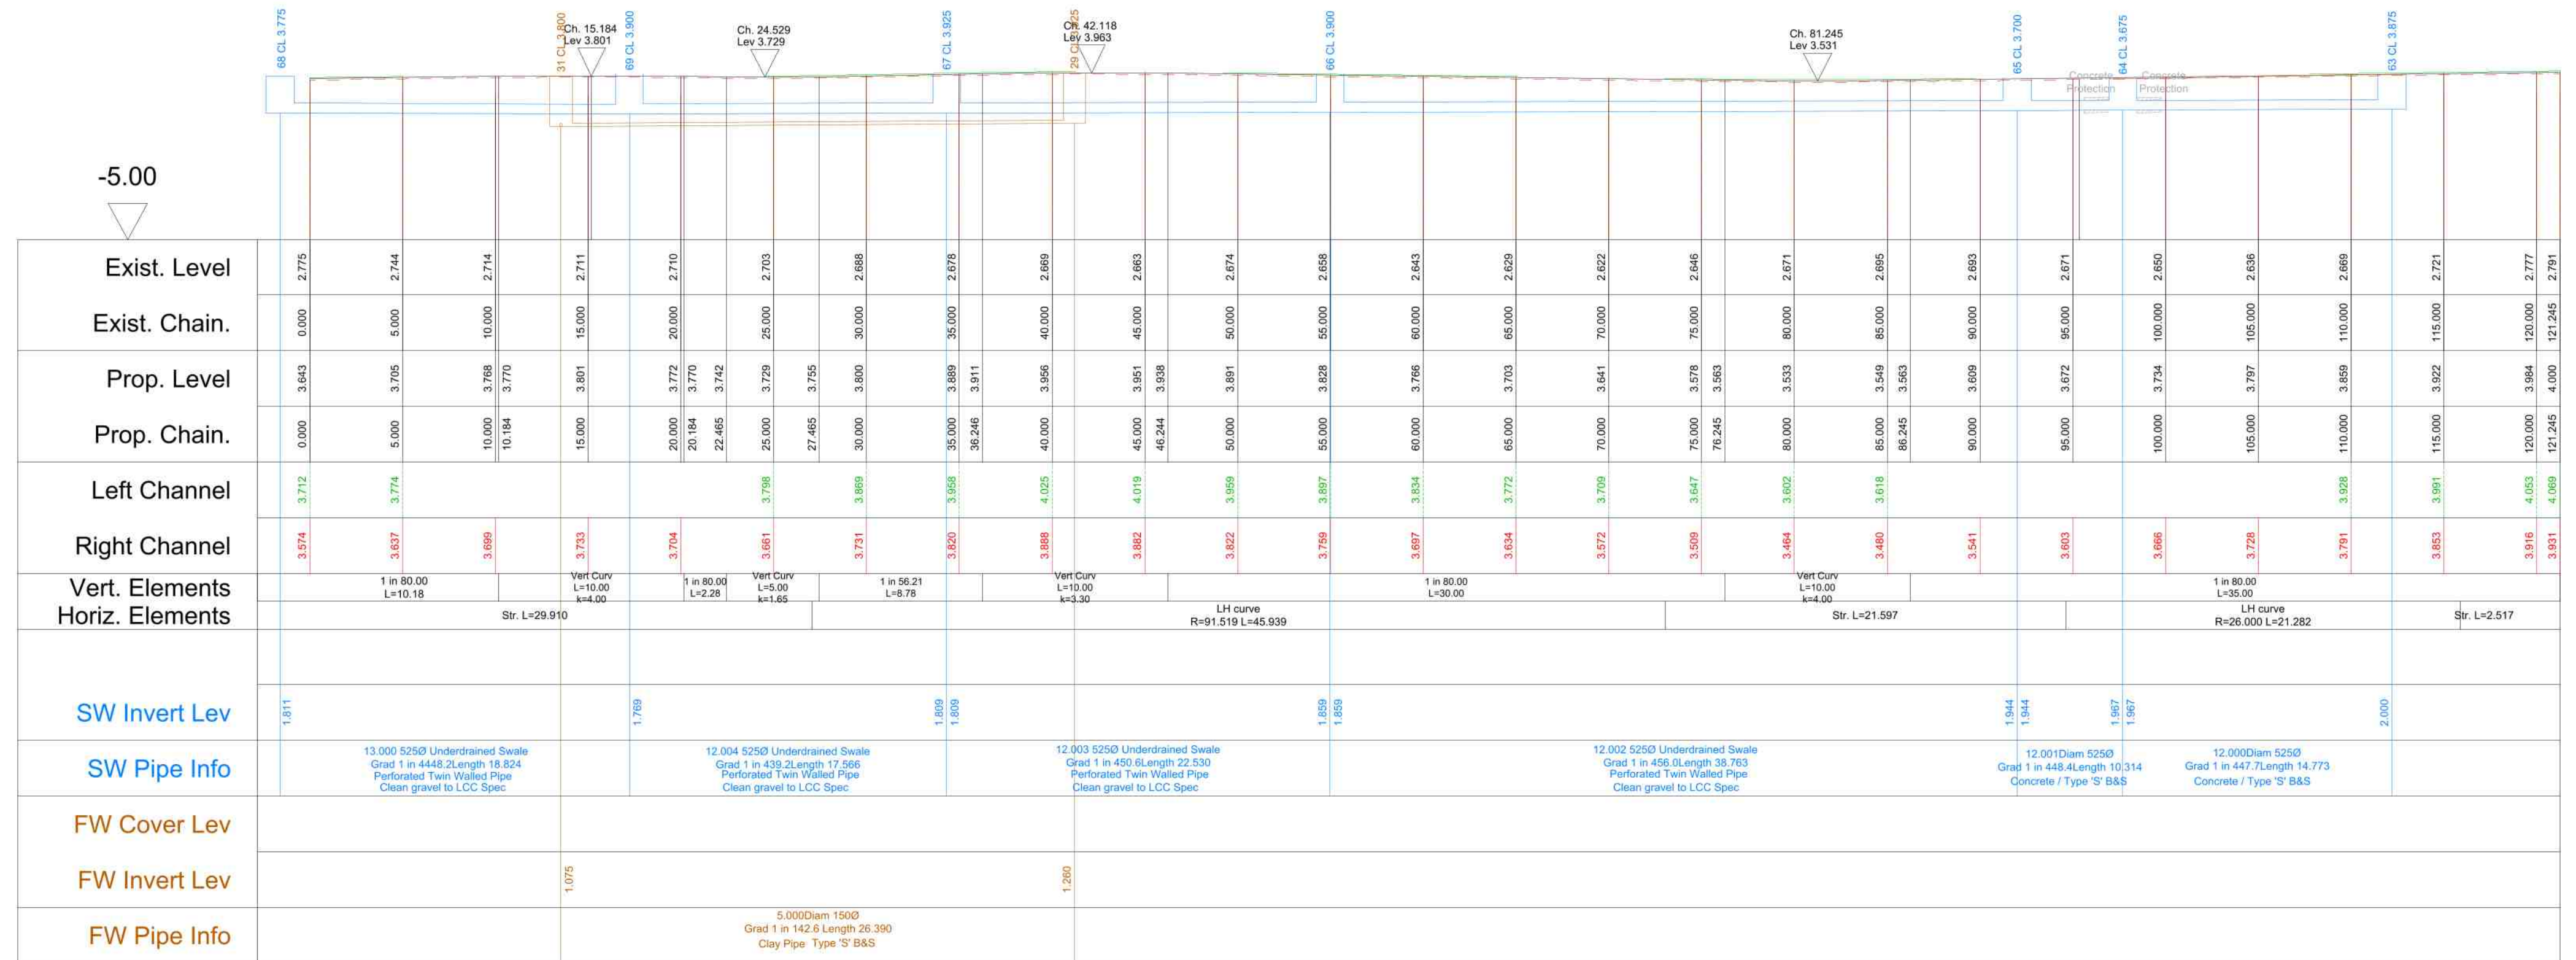 68 CL 3.775
31 CL 3.800
Ch. 15.184
Lev 3.801
69 CL 3.900
Ch. 24.529
Lev 3.729
67 CL 3.925
Ch. 42.118
Lev 3.963
66 CL 3.900
Ch. 81.245
Lev 3.531
65 CL 3.700
64 CL 3.675
63 CL 3.875
Concrete
Protection
Concrete
Protection
-5.00
Exist. Level
2.775 2.744 2.714 2.711 2.710 2.703 2.688 2.678 2.669 2.663 2.674 2.658 2.643 2.629 2.622 2.646 2.671 2.695 2.693 2.671 2.650 2.636 2.669 2.721 2.777 2.791
Exist. Chain.
0.000 5.000 10.000 15.000 20.000 25.000 30.000 35.000 40.000 45.000 50.000 55.000 60.000 65.000 70.000 75.000 80.000 85.000 90.000 95.000 100.000 105.000 110.000 115.000 120.000 121.245
Prop. Level
3.643 3.705 3.768 3.770 3.801 3.772 3.770 3.742 3.729 3.755 3.800 3.889 3.911 3.956 3.951 3.938 3.891 3.828 3.766 3.703 3.641 3.578 3.563 3.533 3.549 3.563 3.609 3.672 3.734 3.797 3.859 3.922 3.984 4.000
Prop. Chain.
0.000 5.000 10.000 10.184 15.000 20.000 20.184 22.465 25.000 27.465 30.000 35.000 36.246 40.000 45.000 46.244 50.000 55.000 60.000 65.000 70.000 75.000 76.245 80.000 85.000 86.245 90.000 95.000 100.000 105.000 110.000 115.000 120.000 121.245
Left Channel
3.712 3.774 3.798 3.869 3.958 4.025 4.019 3.959 3.897 3.834 3.772 3.709 3.647 3.602 3.618 3.928 3.991 4.053 4.069
Right Channel
3.574 3.637 3.699 3.733 3.704 3.661 3.731 3.820 3.888 3.882 3.822 3.759 3.697 3.634 3.572 3.509 3.464 3.480 3.541 3.603 3.666 3.728 3.791 3.853 3.916 3.931
Vert. Elements
1 in 80.00
L=10.18
Vert Curv
L=10.00
k=4.00
1 in 80.00
L=2.28
Vert Curv
L=5.00
k=1.65
1 in 56.21
L=8.78
Vert Curv
L=10.00
k=3.30
1 in 80.00
L=30.00
Vert Curv
L=10.00
k=4.00
1 in 80.00
L=35.00
Horiz. Elements
Str. L=29.910
LH curve
R=91.519 L=45.939
Str. L=21.597
LH curve
R=26.000 L=21.282
Str. L=2.517
SW Invert Lev
1.811 1.769 1.809 1.809 1.859 1.859 1.944 1.944 1.967 1.967 2.000
SW Pipe Info
13.000 525Ø Underdrained Swale
Grad 1 in 4448.2Length 18.824
Perforated Twin Walled Pipe
Clean gravel to LCC Spec
12.004 525Ø Underdrained Swale
Grad 1 in 439.2Length 17.566
Perforated Twin Walled Pipe
Clean gravel to LCC Spec
12.003 525Ø Underdrained Swale
Grad 1 in 450.6Length 22.530
Perforated Twin Walled Pipe
Clean gravel to LCC Spec
12.002 525Ø Underdrained Swale
Grad 1 in 456.0Length 38.763
Perforated Twin Walled Pipe
Clean gravel to LCC Spec
12.001Diam 525Ø
Grad 1 in 448.4Length 10.314
Concrete / Type 'S' B&S
12.000Diam 525Ø
Grad 1 in 447.7Length 14.773
Concrete / Type 'S' B&S
FW Cover Lev
FW Invert Lev
1.075 1.260
FW Pipe Info
5.000Diam 150Ø
Grad 1 in 142.6 Length 26.390
Clay Pipe Type 'S' B&S